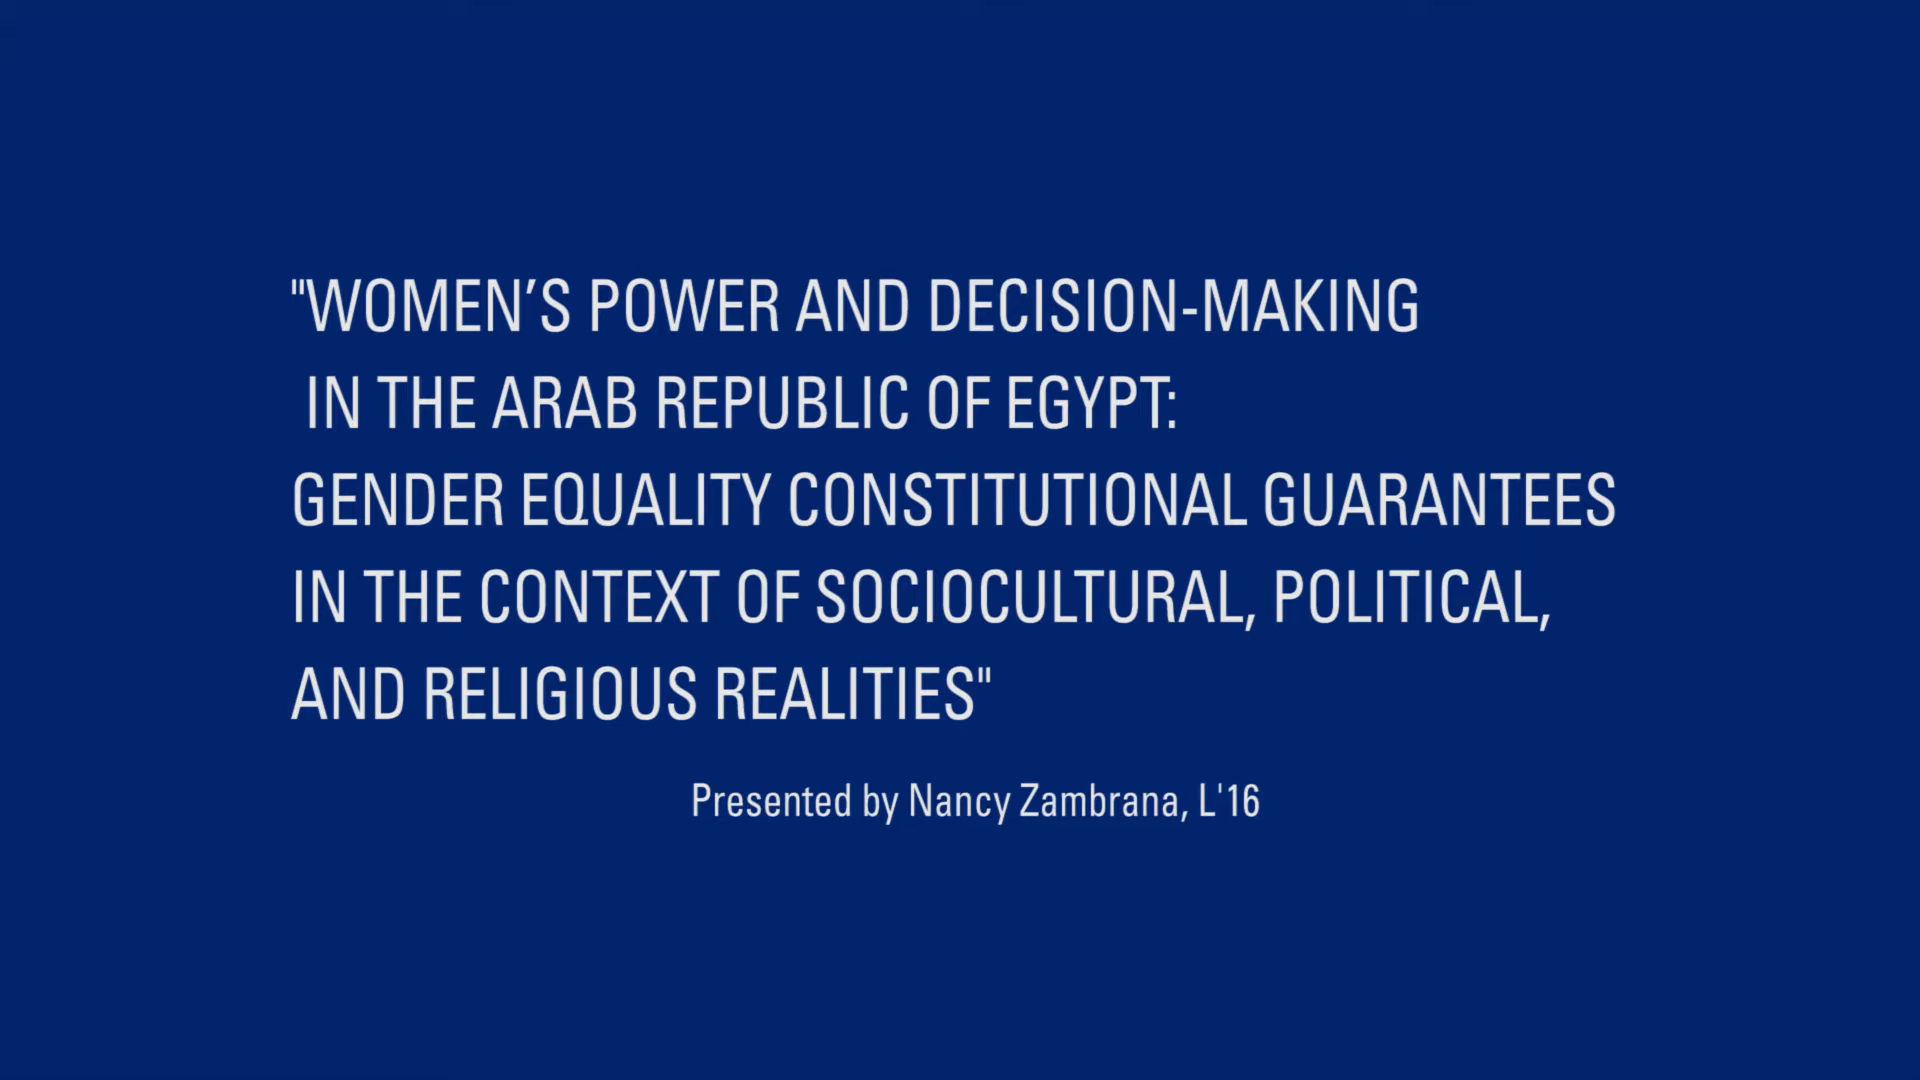 "WOMEN’S POWER AND DECISION-MAKING
IN THE ARAB REPUBLIC OF EGYPT:
GENDER EQUALITY CONSTITUTIONAL GUARANTEES
IN THE CONTEXT OF SOCIOCULTURAL, POLITICAL,
AND RELIGIOUS REALITIES"
Presented by Nancy Zambrana, L'16